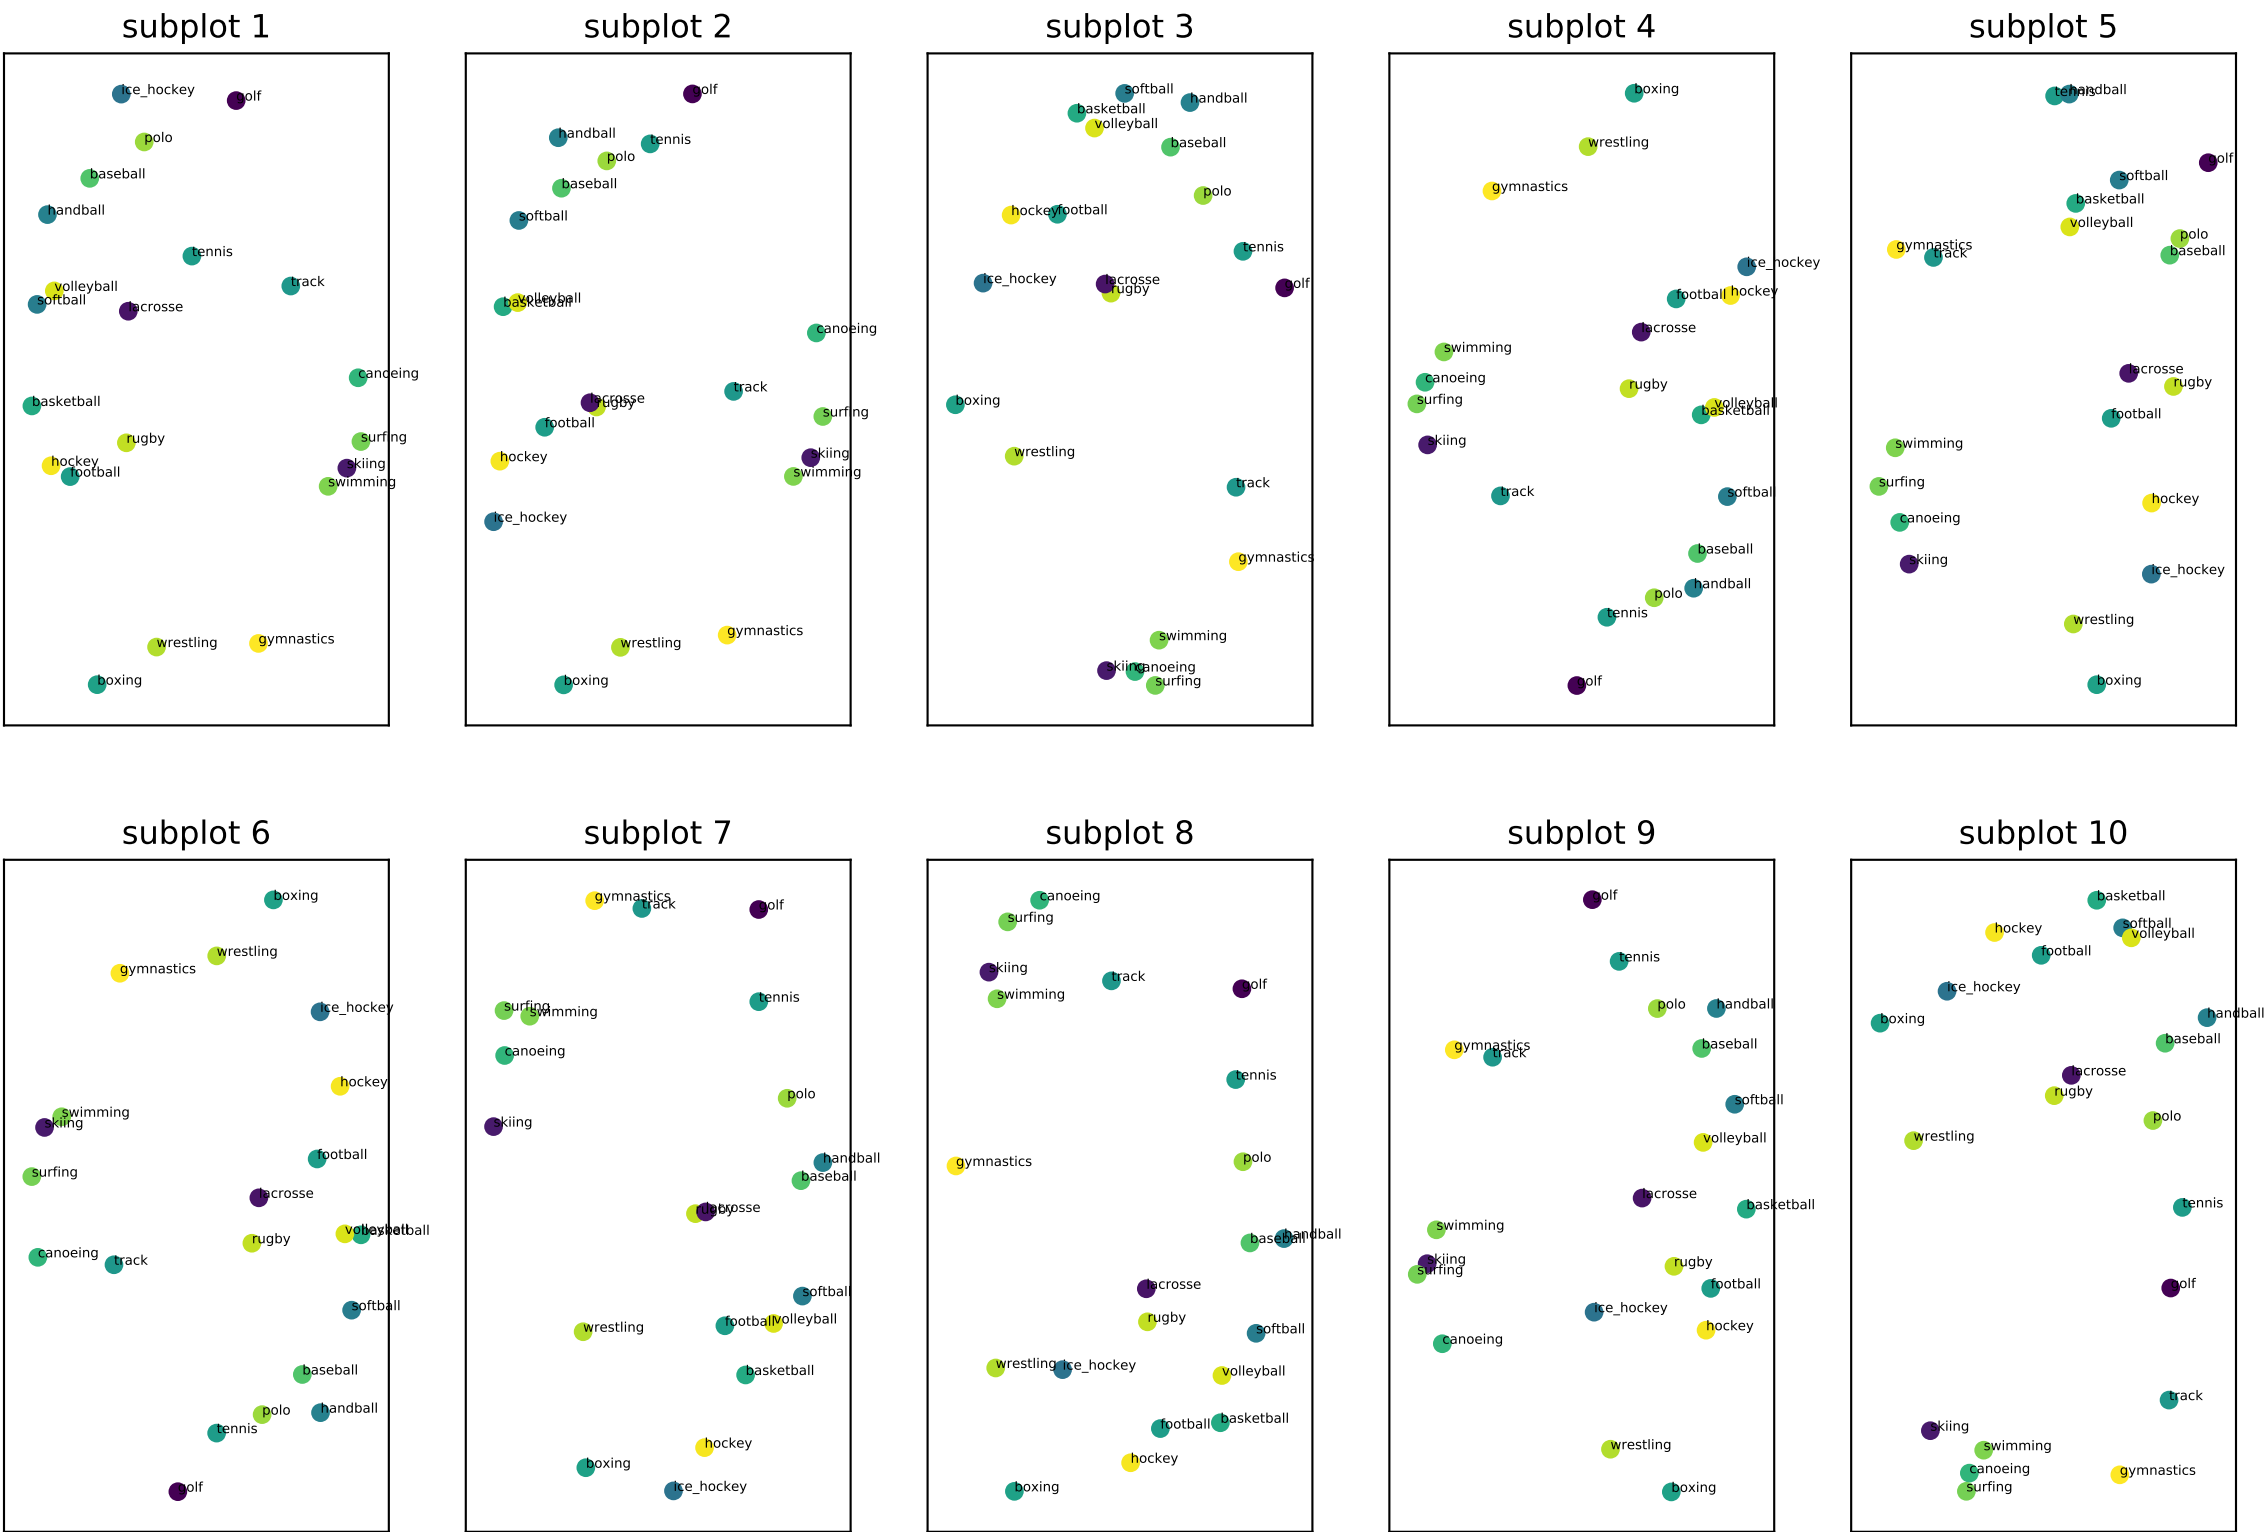 subplot 1
ice_hockey
golf
polo
baseball
handball
tennis
track
volleyball
softball
lacrosse
canoeing
basketball
rugby
surfing
hockey
skiing
football
swimming
gymnastics
wrestling
boxing
subplot 2
golf
handball
tennis
polo
baseball
softball
volleyball
basketball
canoeing
track
lacrosse
rugby
surfing
football
skiing
hockey
swimming
ice_hockey
gymnastics
wrestling
boxing
subplot 3
softball
handball
basketball
volleyball
baseball
polo
hockey
football
tennis
ice_hockey
lacrosse
golf
rugby
boxing
wrestling
track
gymnastics
swimming
skiing
canoeing
surfing
subplot 4
boxing
wrestling
gymnastics
ice_hockey
football
hockey
lacrosse
swimming
canoeing
rugby
surfing
volleyball
basketball
skiing
track
softball
baseball
handball
polo
tennis
golf
subplot 5
tennis
handball
golf
softball
basketball
volleyball
polo
gymnastics
track
baseball
lacrosse
rugby
football
swimming
surfing
hockey
canoeing
skiing
ice_hockey
wrestling
boxing
subplot 6
boxing
wrestling
gymnastics
ice_hockey
hockey
swimming
skiing
football
surfing
lacrosse
volleyball
basketball
rugby
canoeing
track
softball
baseball
polo
handball
tennis
golf
subplot 7
gymnastics
track
golf
tennis
surfing
swimming
canoeing
polo
skiing
handball
baseball
rugby
lacrosse
softball
football
volleyball
wrestling
basketball
hockey
boxing
ice_hockey
subplot 8
canoeing
surfing
skiing
track
golf
swimming
tennis
gymnastics
polo
baseball
handball
lacrosse
rugby
softball
wrestling
ice_hockey
volleyball
basketball
football
hockey
boxing
subplot 9
golf
tennis
polo
handball
gymnastics
track
baseball
softball
volleyball
lacrosse
basketball
swimming
skiing
rugby
surfing
football
ice_hockey
hockey
canoeing
wrestling
boxing
subplot 10
basketball
softball
hockey
volleyball
football
ice_hockey
boxing
handball
baseball
lacrosse
rugby
polo
wrestling
tennis
golf
track
skiing
swimming
canoeing
gymnastics
surfing